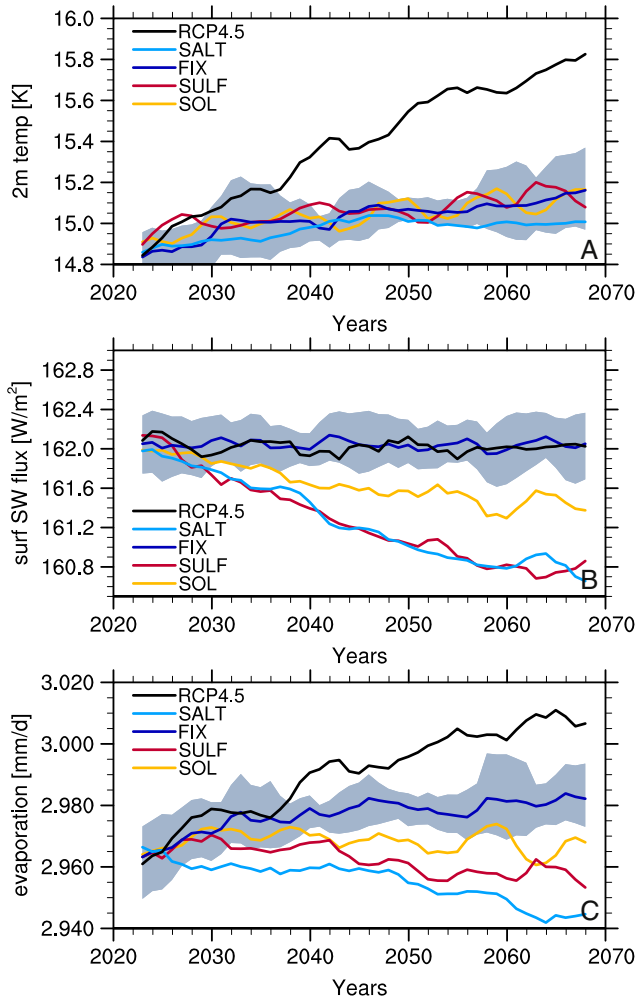 16.0
15.8
15.6
15.4
15.2
15.0
14.8
2m temp [K]
RCP4.5
SALT
FIX
SULF
SOL
A
2020 2030 2040 2050 2060 2070
Years
162.8
162.4
162.0
161.6
161.2
160.8
surf SW flux [W/m²]
RCP4.5
SALT
FIX
SULF
SOL
B
2020 2030 2040 2050 2060 2070
Years
3.020
3.000
2.980
2.960
2.940
evaporation [mm/d]
RCP4.5
SALT
FIX
SULF
SOL
C
2020 2030 2040 2050 2060 2070
Years